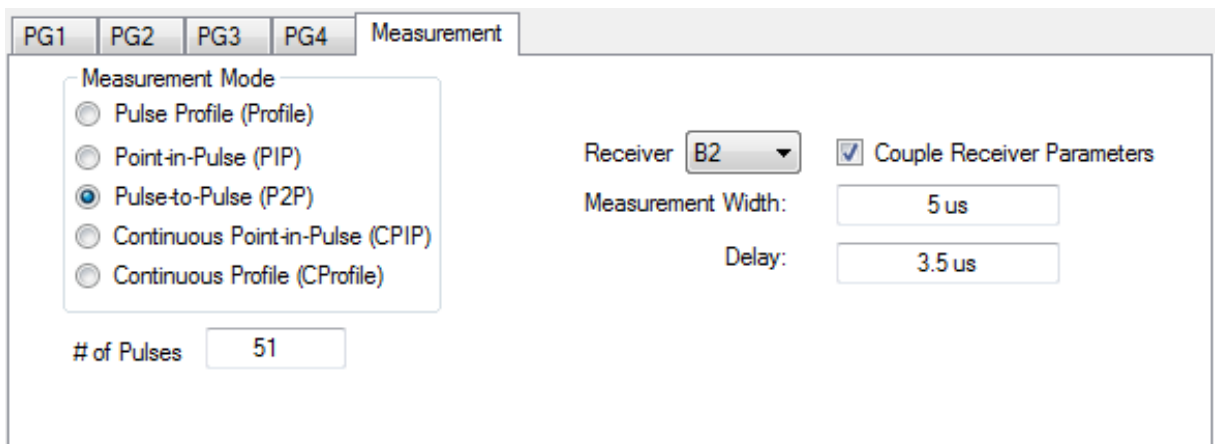 PG1 PG2 PG3 PG4 Measurement
Measurement Mode
Pulse Profile (Profile)
Point-in-Pulse (PIP)
Pulse-to-Pulse (P2P)
Continuous Point-in-Pulse (CPIP)
Continuous Profile (CProfile)
# of Pulses 51
Receiver B2 Couple Receiver Parameters
Measurement Width: 5 us
Delay: 3.5 us